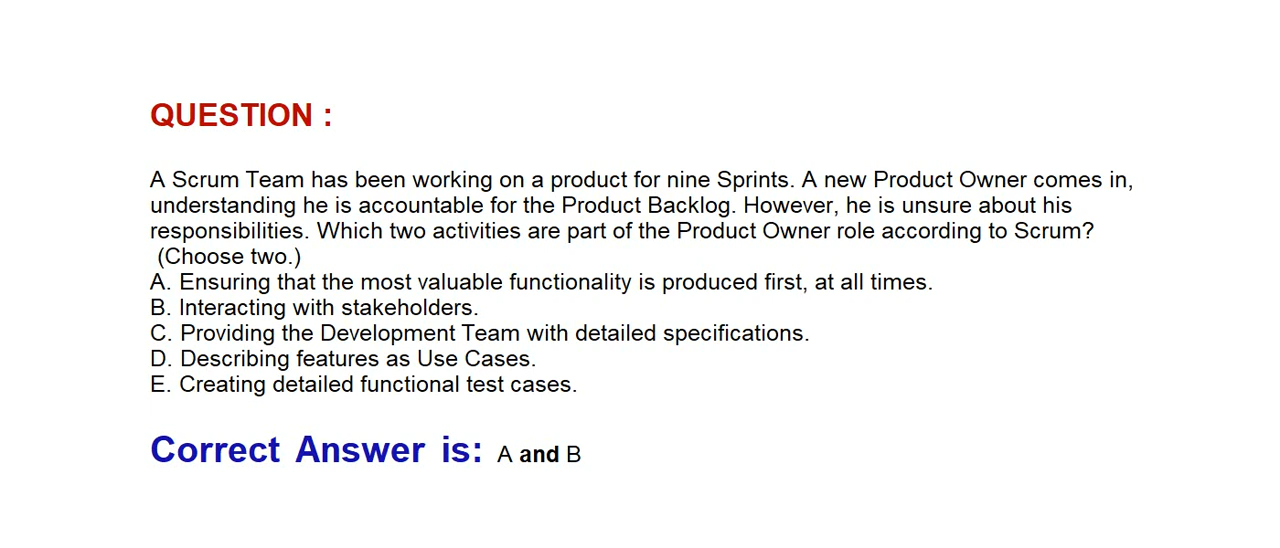 QUESTION :
A Scrum Team has been working on a product for nine Sprints. A new Product Owner comes in,
understanding he is accountable for the Product Backlog. However, he is unsure about his
responsibilities. Which two activities are part of the Product Owner role according to Scrum?
(Choose two.)
A. Ensuring that the most valuable functionality is produced first, at all times.
B. Interacting with stakeholders.
C. Providing the Development Team with detailed specifications.
D. Describing features as Use Cases.
E. Creating detailed functional test cases.
Correct Answer is: A and B